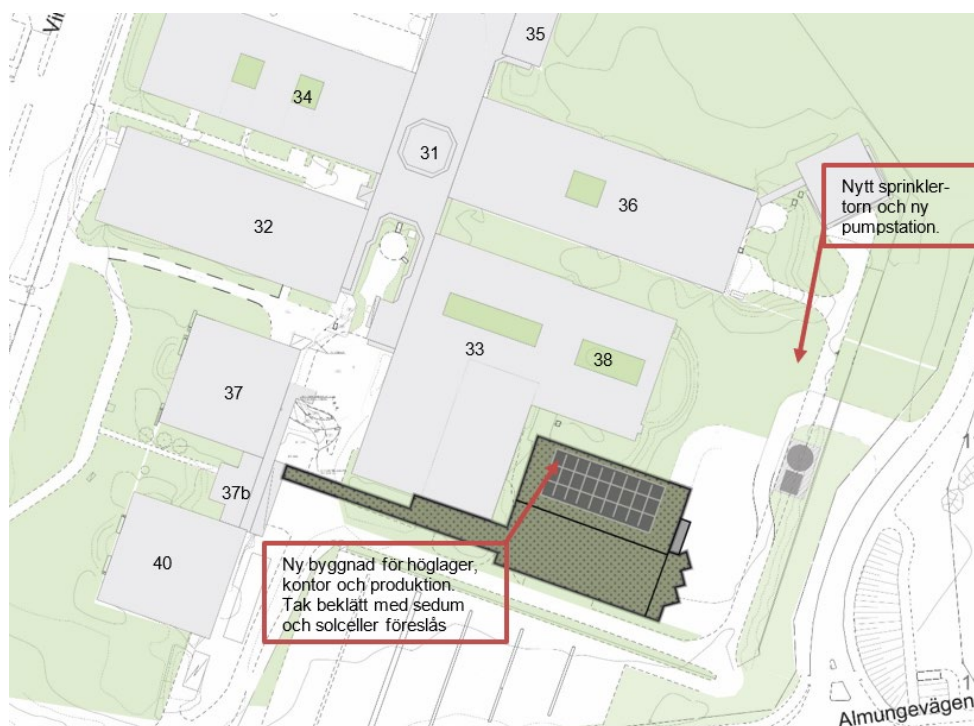 35
34
31
36
32
Nytt sprinkler-
torn och ny
pumpstation.
33
38
37
37b
40
Ny byggnad för höglager,
kontor och produktion.
Tak beklätt med sedum
och solceller föreslås
Almungevägen